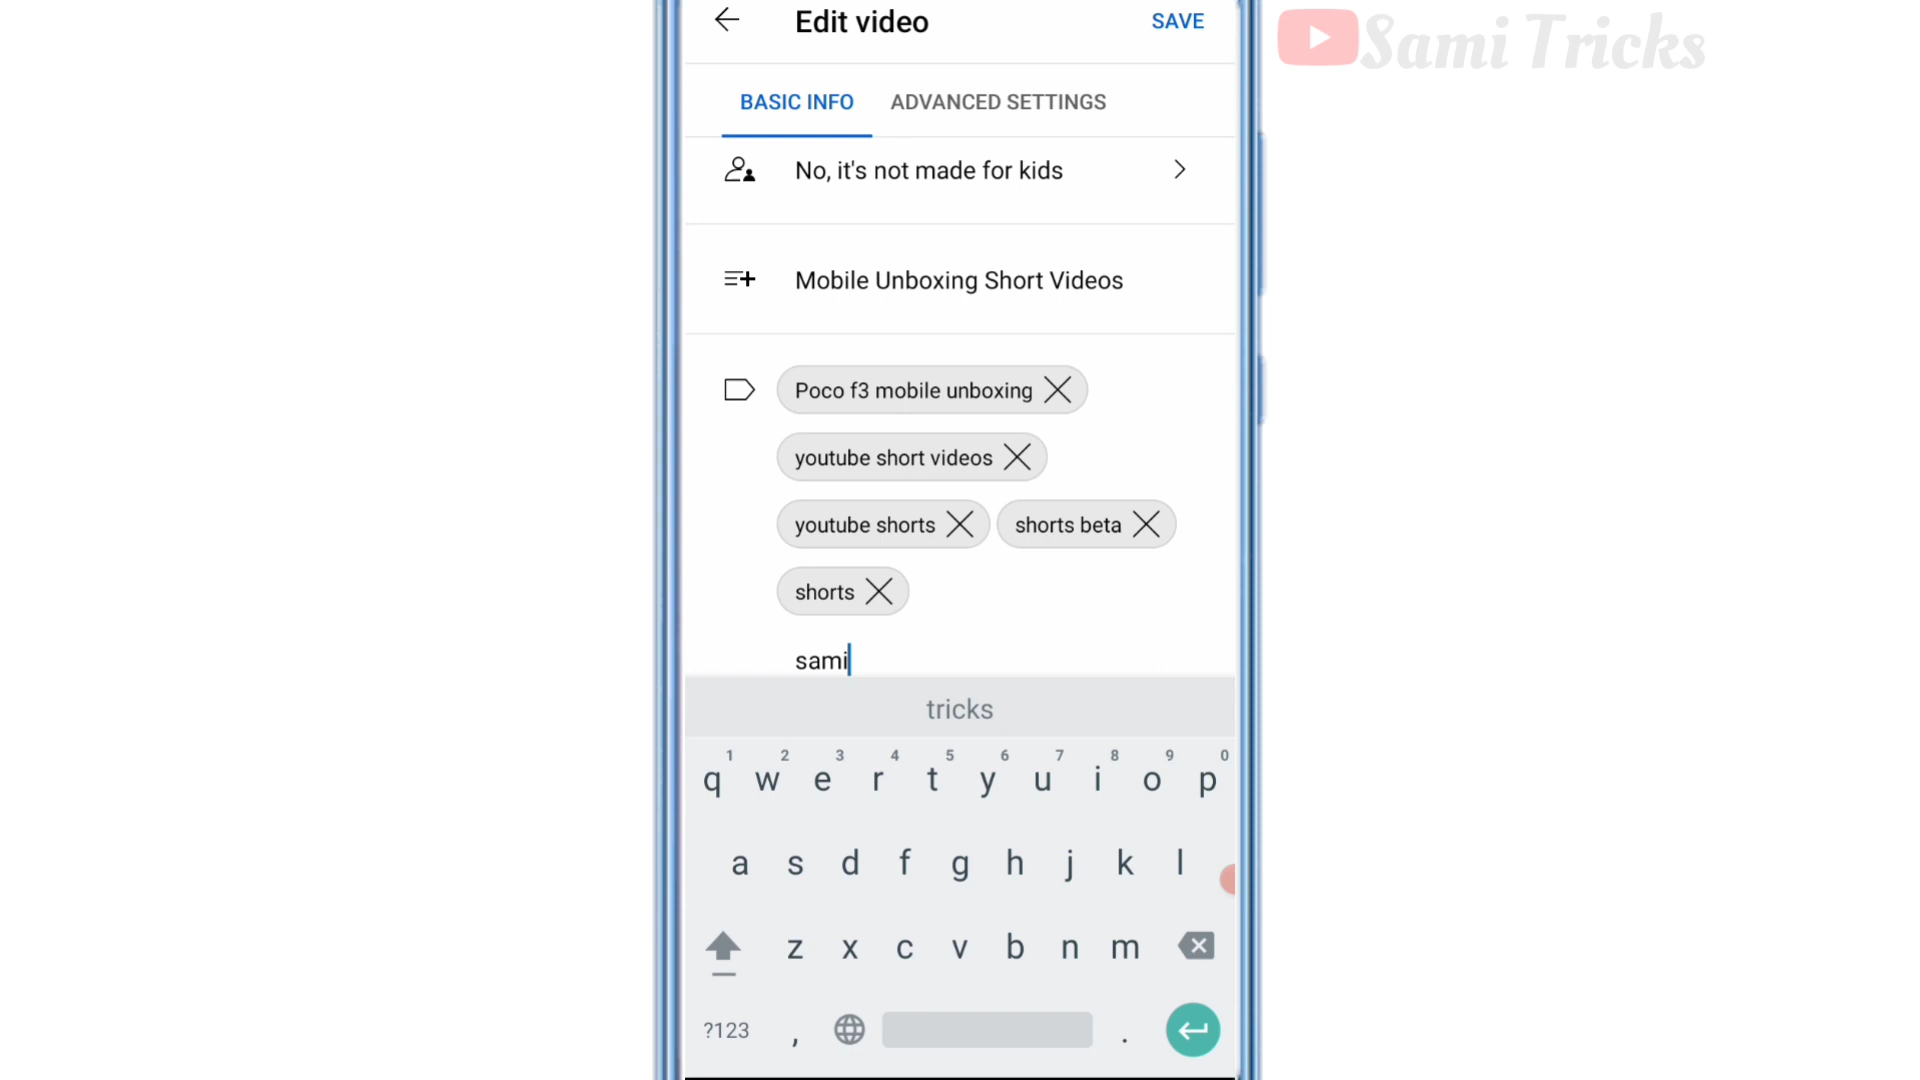 Edit video SAVE
Sami Tricks
BASIC INFO ADVANCED SETTINGS
No, it's not made for kids
Mobile Unboxing Short Videos
Poco f3 mobile unboxing
youtube short videos
youtube shorts shorts beta
shorts
sami
tricks
1 2 3 4 5 6 7 8 9 0
q w e r t y u i o p
a s d f g h j k l
z x c v b n m
?123 , .